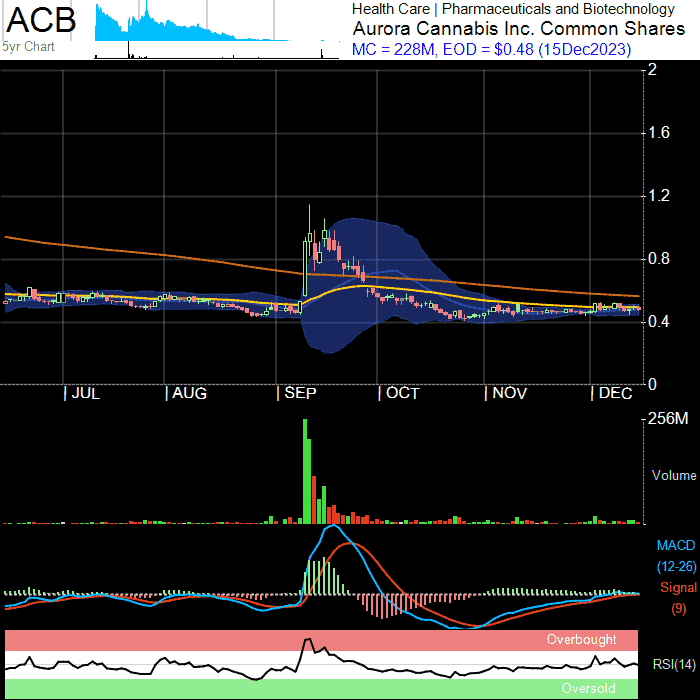 ACB
5yr Chart
Health Care | Pharmaceuticals and Biotechnology
Aurora Cannabis Inc. Common Shares
MC = 228M, EOD = $0.48 (15Dec2023)
2
1.6
1.2
0.8
0.4
0
| JUL | AUG | SEP | OCT | NOV | DEC
256M
Volume
MACD
(12-26)
Signal
(9)
Overbought
RSI(14)
Oversold